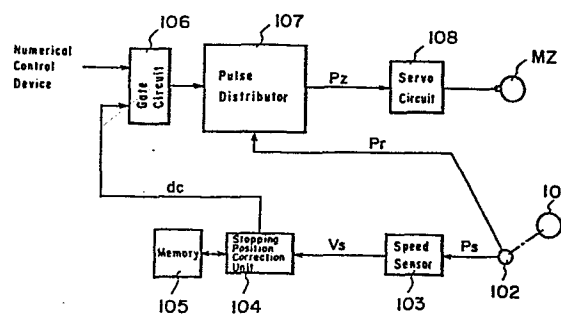 106
107
108
MZ
Numerical
Control
Device
Gate
Circuit
Pulse
Distributor
Pz
Servo
Circuit
Pr
dc
10
Memory
Stopping
Position
Correction
Unit
Vs
Speed
Sensor
Ps
105
104
103
102